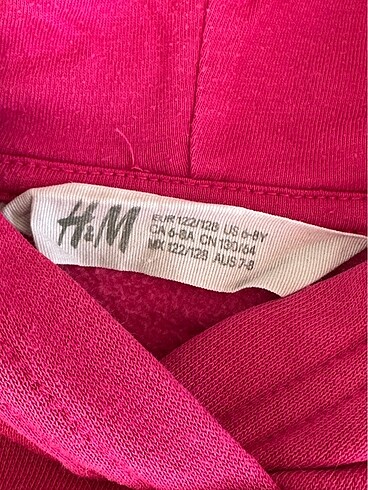 H&M
EUR 122/128 US 6-8Y
CA 6-8A CN 130/64
MX 122/128 AUS 7-8